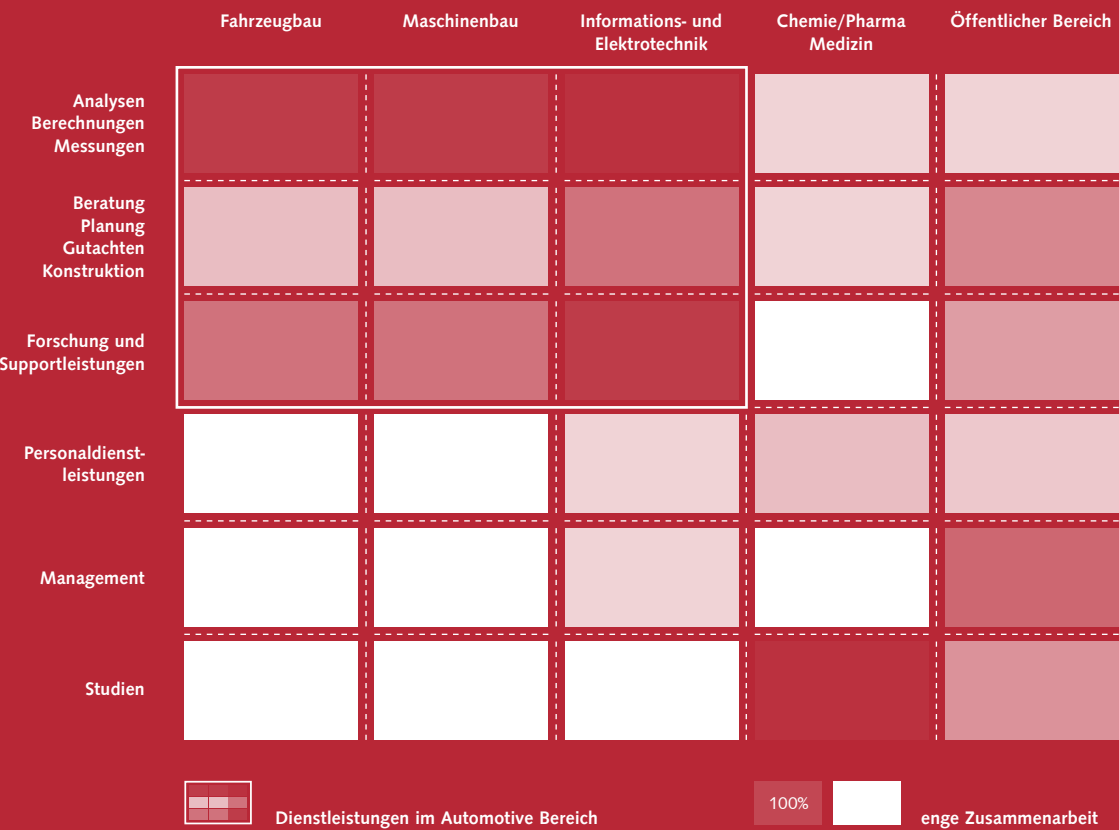 Fahrzeugbau
Maschinenbau
Informations- und
Elektrotechnik
Chemie/Pharma
Medizin
Öffentlicher Bereich
Analysen
Berechnungen
Messungen
Beratung
Planung
Gutachten
Konstruktion
Forschung und
Supportleistungen
Personaldienst-
leistungen
Management
Studien
Dienstleistungen im Automotive Bereich
100%
enge Zusammenarbeit